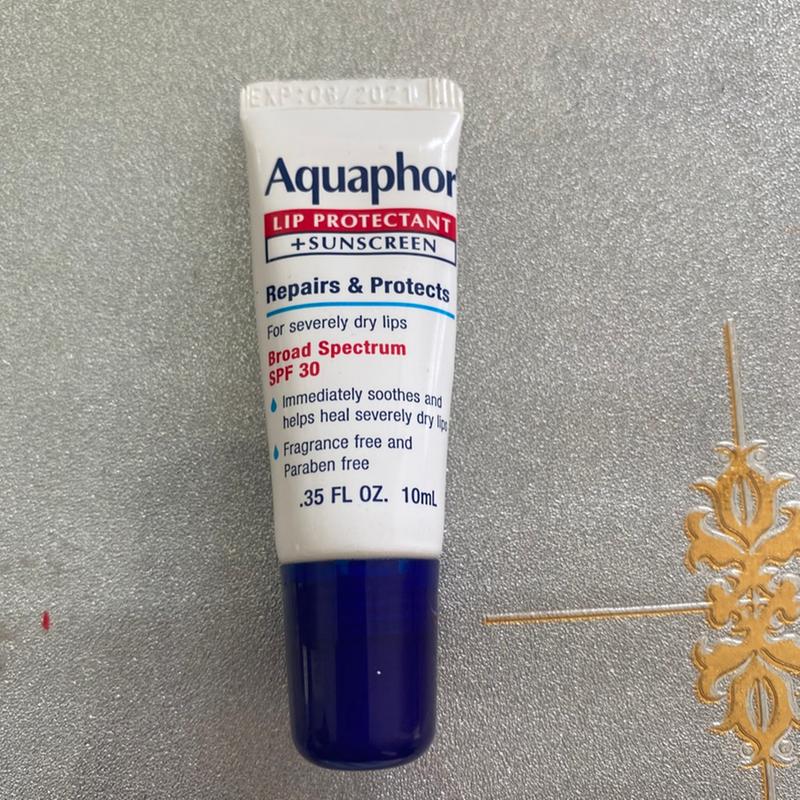 EXP:08/2021
Aquaphor
LIP PROTECTANT
+SUNSCREEN
Repairs & Protects
For severely dry lips
Broad Spectrum
SPF 30
Immediately soothes and
helps heal severely dry lips
Fragrance free and
Paraben free
.35 FL OZ. 10mL